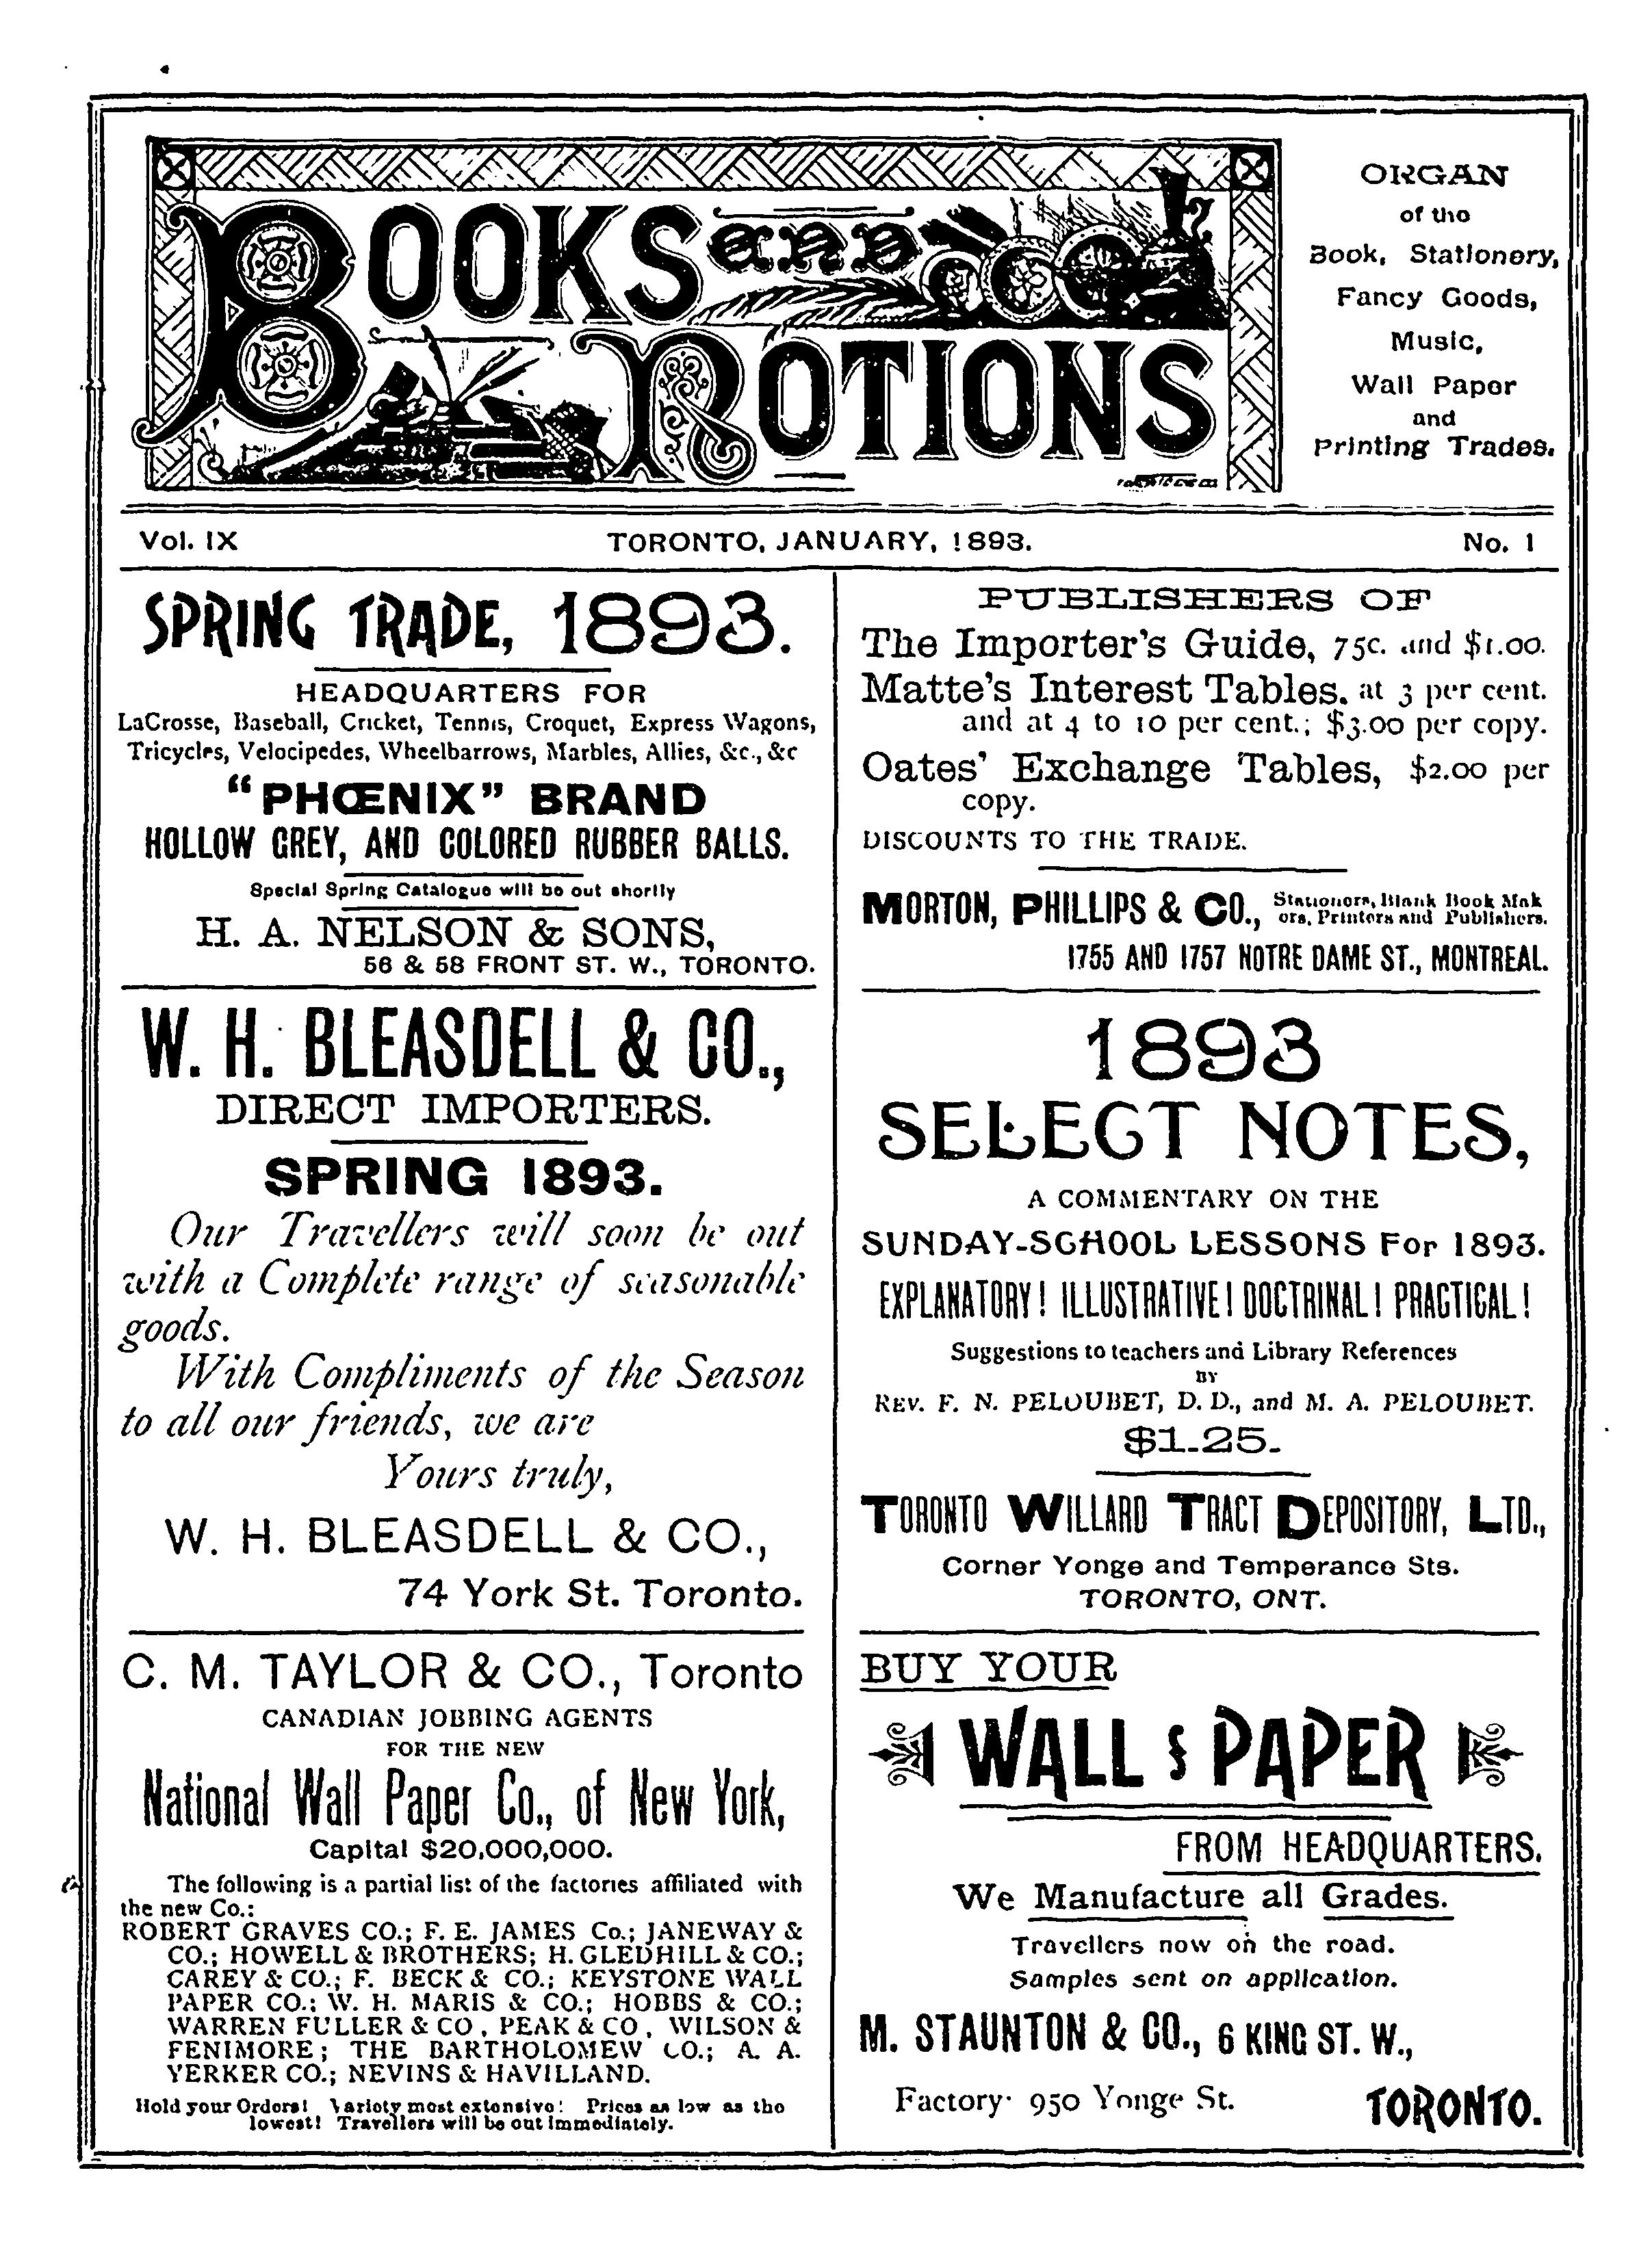 BOOKS and NOTIONS
ORGAN
of the
Book, Stationery,
Fancy Goods,
Music,
Wall Paper
and
Printing Trades.
Vol. IX TORONTO, JANUARY, 1893. No. 1
SPRING TRADE, 1893.
HEADQUARTERS FOR
LaCrosse, Baseball, Cricket, Tennis, Croquet, Express Wagons,
Tricycles, Velocipedes, Wheelbarrows, Marbles, Allies, &c., &c
"PHŒNIX" BRAND
HOLLOW GREY, AND COLORED RUBBER BALLS.
Special Spring Catalogue will be out shortly
H. A. NELSON & SONS,
56 & 58 FRONT ST. W., TORONTO.
W. H. BLEASDELL & CO.,
DIRECT IMPORTERS.
SPRING 1893.
Our Travellers will soon be out
with a Complete range of seasonable
goods.
With Compliments of the Season
to all our friends, we are
Yours truly,
W. H. BLEASDELL & CO.,
74 York St. Toronto.
C. M. TAYLOR & CO., Toronto
CANADIAN JOBBING AGENTS
FOR THE NEW
National Wall Paper Co., of New York,
Capital $20,000,000.
The following is a partial list of the factories affiliated with
the new Co.:
ROBERT GRAVES CO.; F. E. JAMES Co.; JANEWAY &
CO.; HOWELL & BROTHERS; H. GLEDHILL & CO.;
CAREY & CO.; F. BECK & CO.; KEYSTONE WALL
PAPER CO.; W. H. MARIS & CO.; HOBBS & CO.;
WARREN FULLER & CO, PEAK & CO, WILSON &
FENIMORE; THE BARTHOLOMEW CO.; A. A.
YERKER CO.; NEVINS & HAVILLAND.
Hold your Orders! Variety most extensive! Prices as low as the
lowest! Travellers will be out immediately.
PUBLISHERS OF
The Importer's Guide, 75c. and $1.00.
Matte's Interest Tables. at 3 per cent.
and at 4 to 10 per cent.; $3.00 per copy.
Oates' Exchange Tables, $2.00 per
copy.
DISCOUNTS TO THE TRADE.
MORTON, PHILLIPS & CO., Stationers, Blank Book Mak
ers, Printers and Publishers.
1755 AND 1757 NOTRE DAME ST., MONTREAL.
1893
SELECT NOTES,
A COMMENTARY ON THE
SUNDAY-SCHOOL LESSONS For 1893.
EXPLANATORY! ILLUSTRATIVE! DOCTRINAL! PRACTICAL!
Suggestions to teachers and Library References
BY
REV. F. N. PELOUBET, D. D., and M. A. PELOUBET.
$1.25.
TORONTO WILLARD TRACT DEPOSITORY, LTD.,
Corner Yonge and Temperance Sts.
TORONTO, ONT.
BUY YOUR
WALL PAPER
FROM HEADQUARTERS.
We Manufacture all Grades.
Travellers now on the road.
Samples sent on application.
M. STAUNTON & CO., 6 KING ST. W.,
Factory 950 Yonge St. TORONTO.